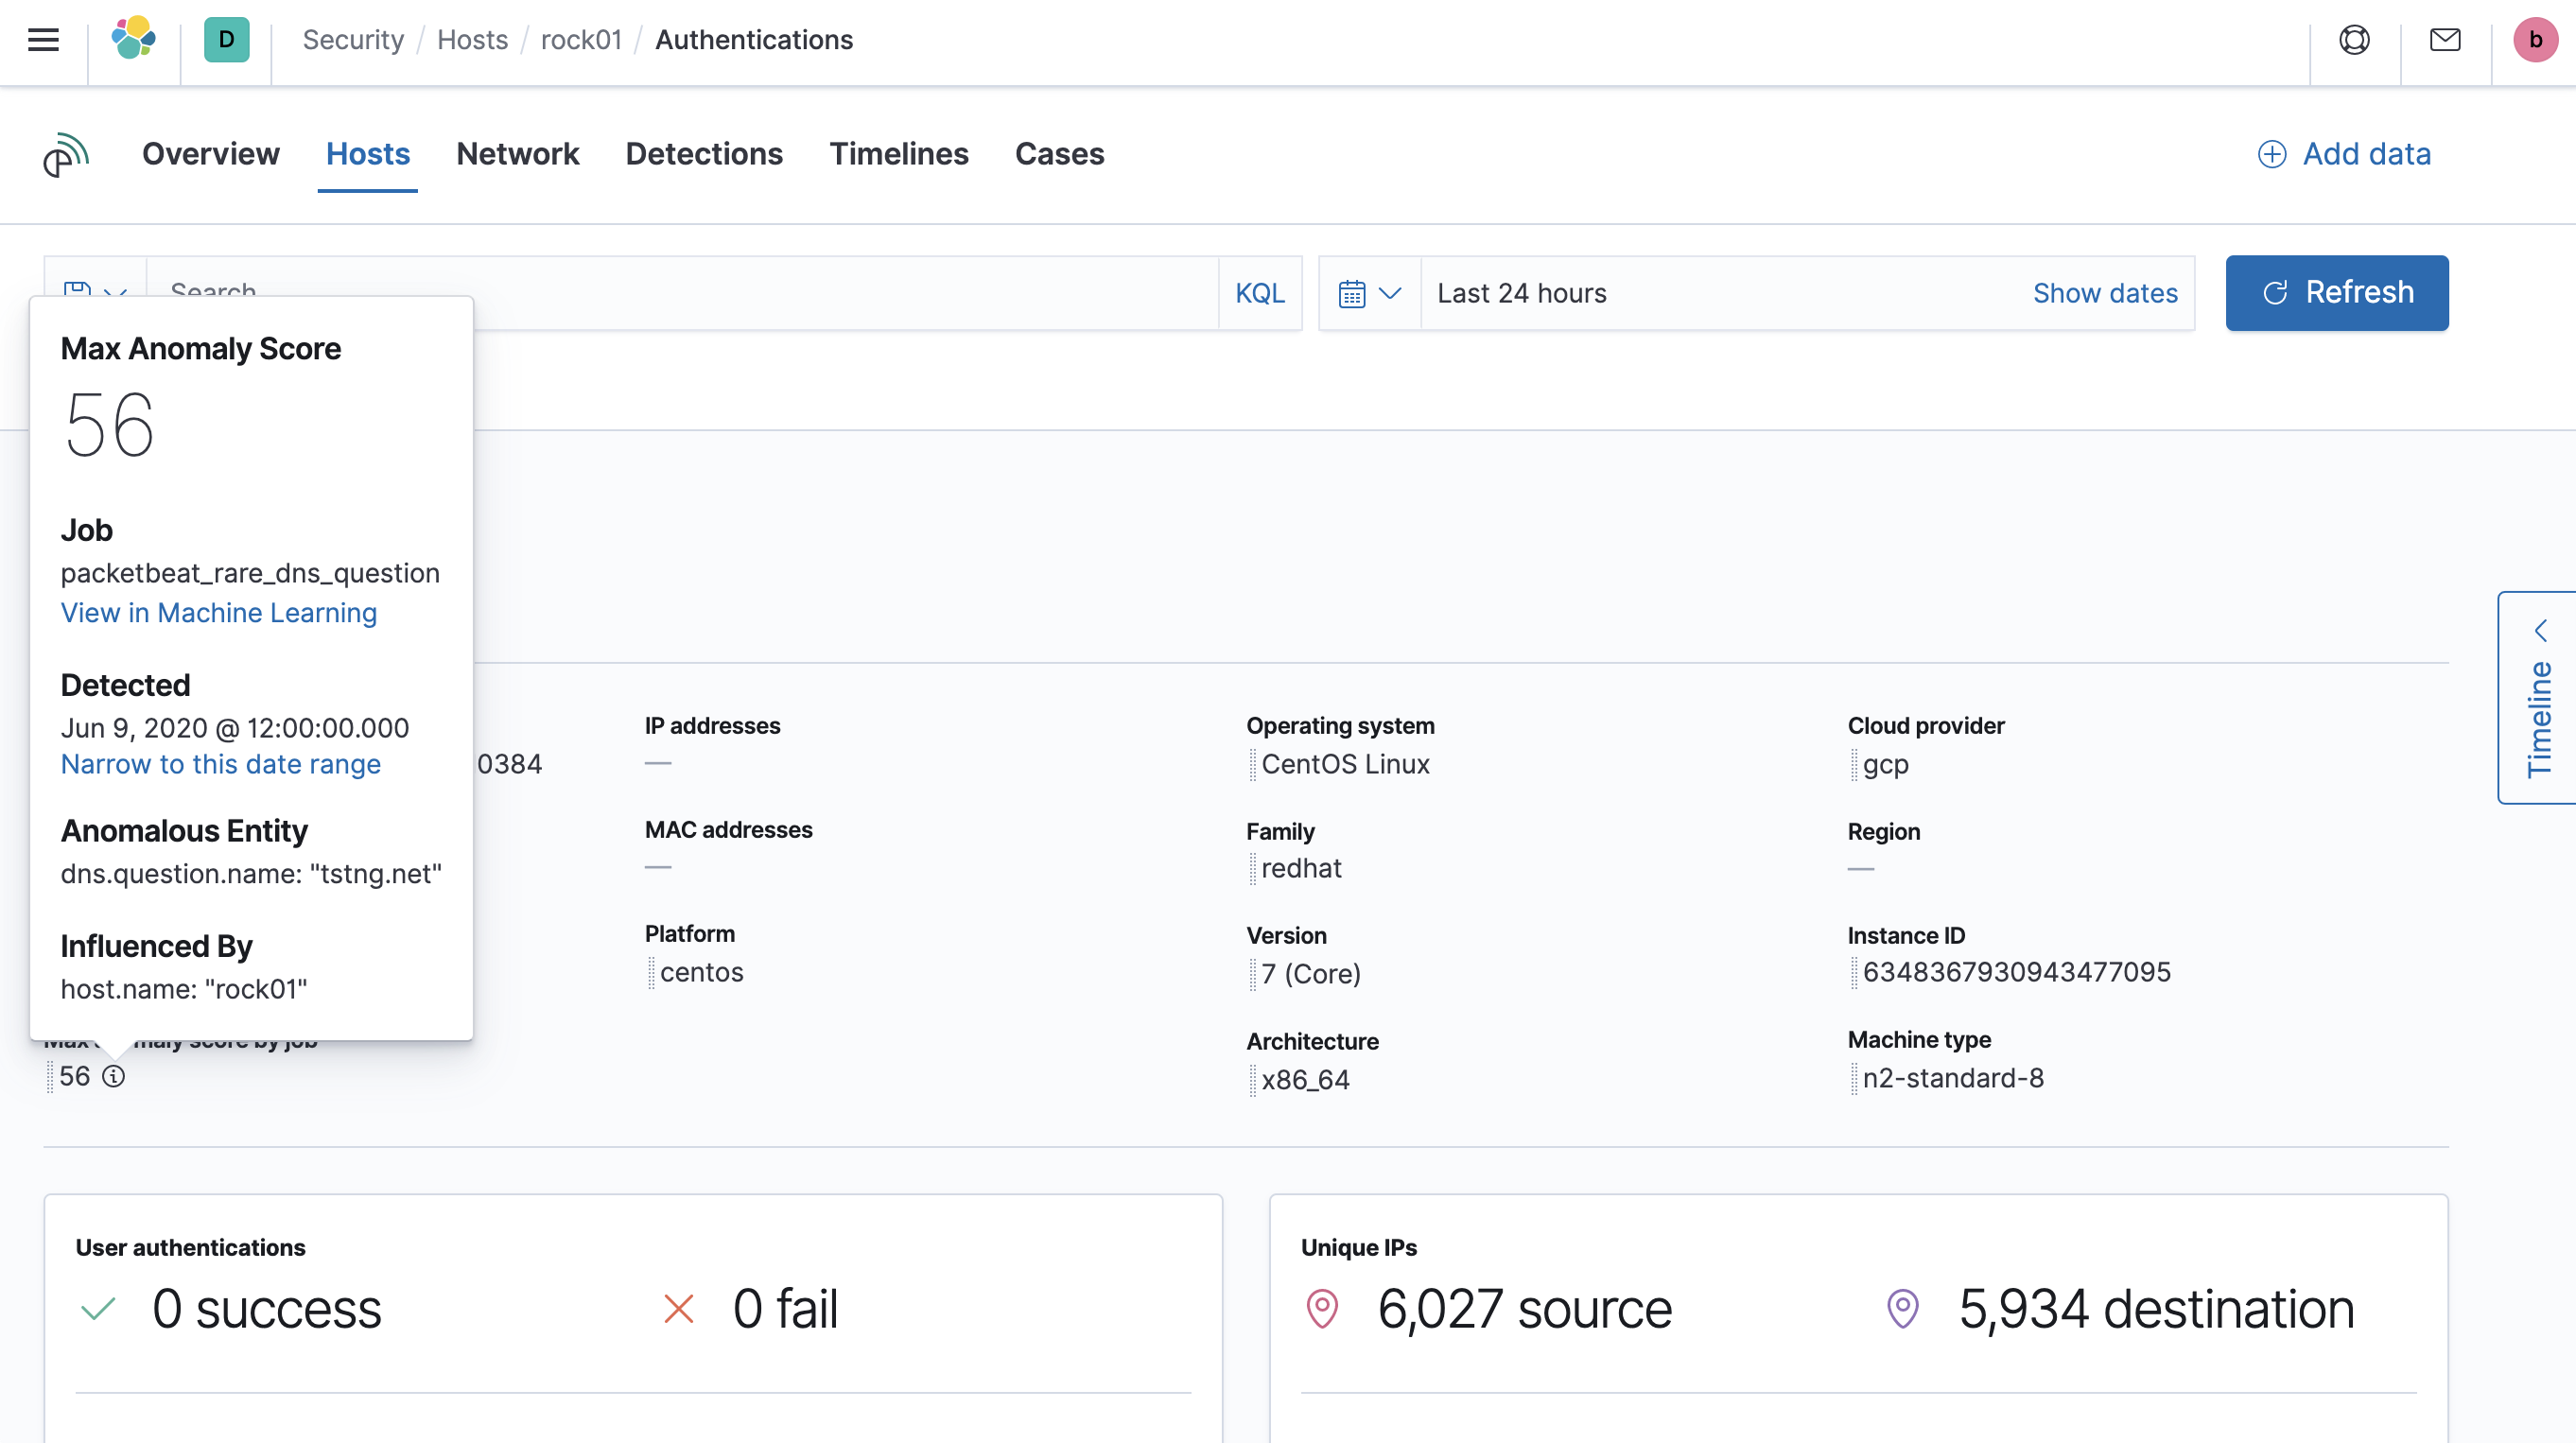 D
Security / Hosts / rock01 / Authentications
b
Overview Hosts Network Detections Timelines Cases
Add data
Search
KQL
Last 24 hours
Show dates
Refresh
Max Anomaly Score
56
Job
packetbeat_rare_dns_question
View in Machine Learning
Detected
Jun 9, 2020 @ 12:00:00.000
Narrow to this date range
Anomalous Entity
dns.question.name: "tstng.net"
Influenced By
host.name: "rock01"
0384
Max anomaly score by job
56
IP addresses
—
MAC addresses
—
Platform
centos
Operating system
CentOS Linux
Family
redhat
Version
7 (Core)
Architecture
x86_64
Cloud provider
gcp
Region
—
Instance ID
6348367930943477095
Machine type
n2-standard-8
Timeline
User authentications
0 success
0 fail
Unique IPs
6,027 source
5,934 destination